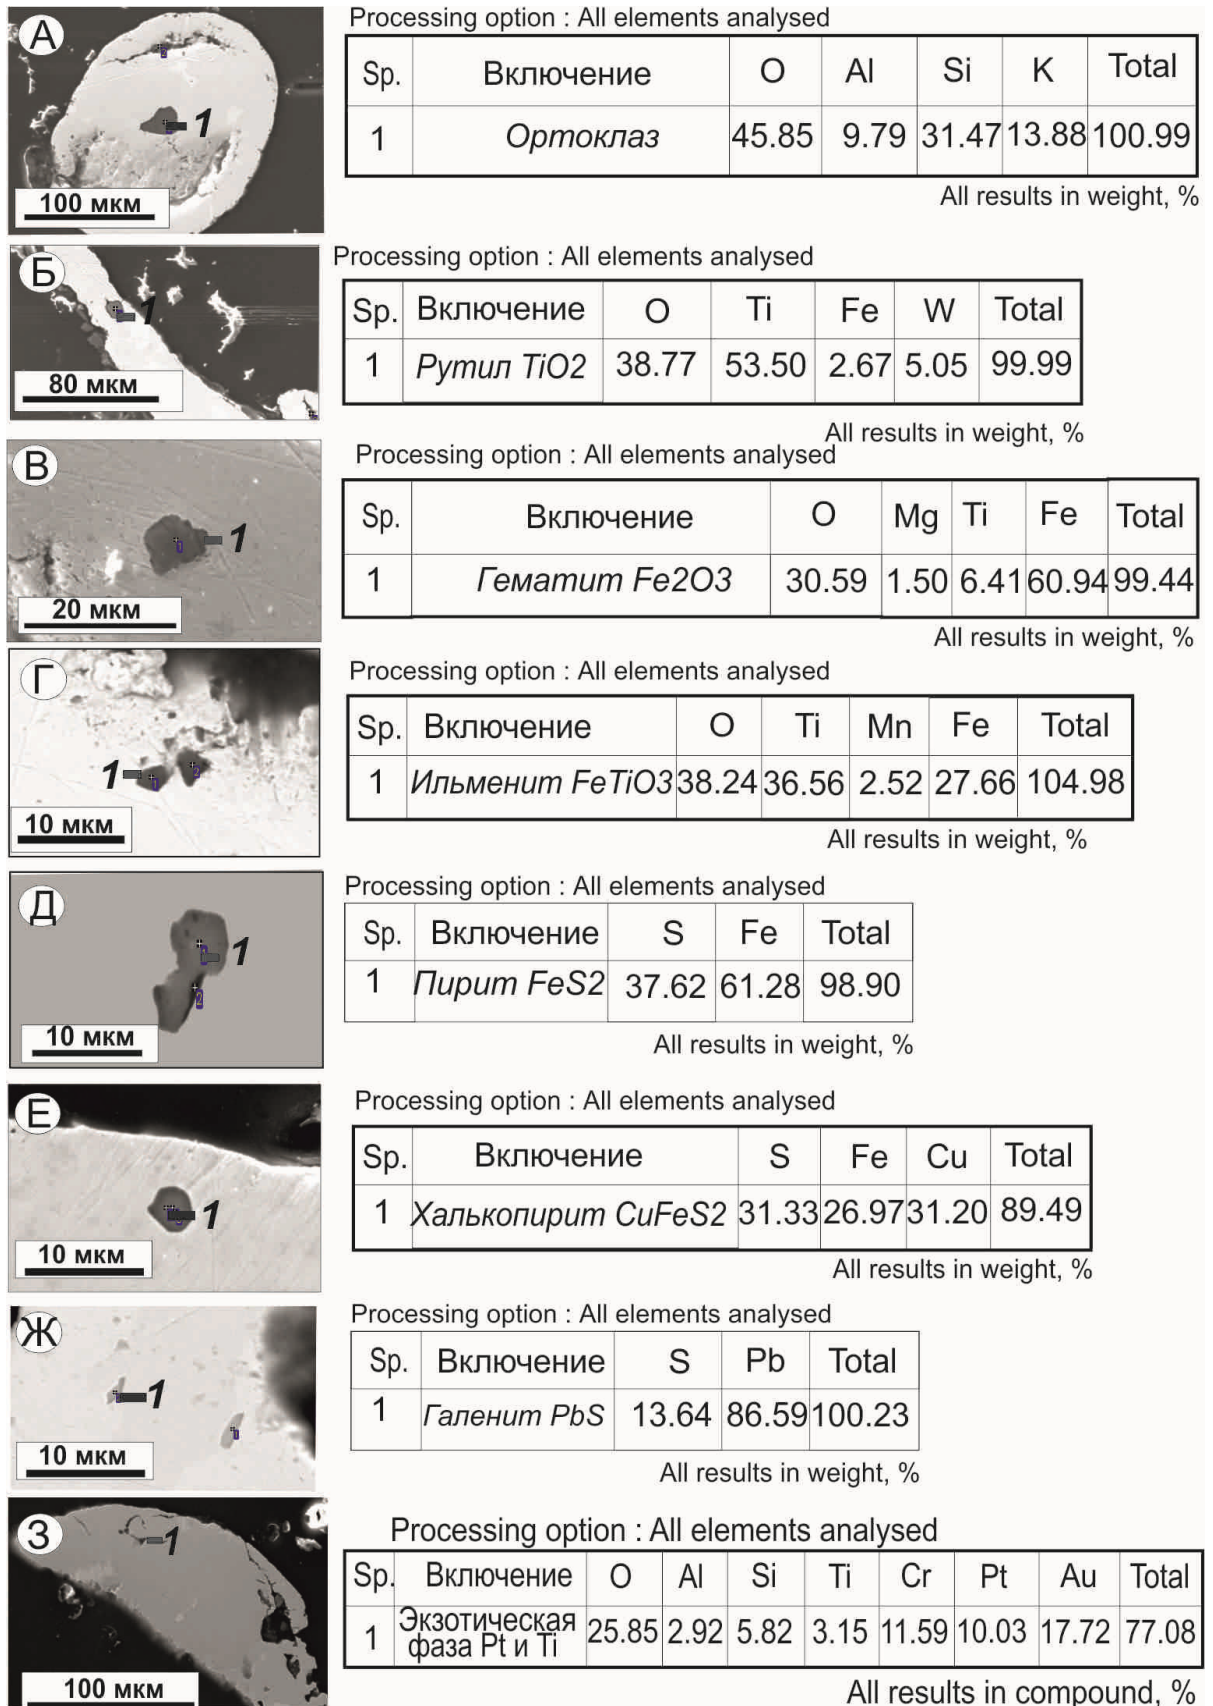 А
1
2
100 мкм
Processing option : All elements analysed
Sp. Включение O Al Si K Total
1 Ортоклаз 45.85 9.79 31.47 13.88 100.99
All results in weight, %
Б
1
80 мкм
Processing option : All elements analysed
Sp. Включение O Ti Fe W Total
1 Рутил TiO2 38.77 53.50 2.67 5.05 99.99
All results in weight, %
В
1
1
20 мкм
Processing option : All elements analysed
Sp. Включение O Mg Ti Fe Total
1 Гематит Fe2O3 30.59 1.50 6.41 60.94 99.44
All results in weight, %
Г
1
1
2
10 мкм
Processing option : All elements analysed
Sp. Включение O Ti Mn Fe Total
1 Ильменит FeTiO3 38.24 36.56 2.52 27.66 104.98
All results in weight, %
Д
1
2
10 мкм
Processing option : All elements analysed
Sp. Включение S Fe Total
1 Пирит FeS2 37.62 61.28 98.90
All results in weight, %
Е
1
10 мкм
Processing option : All elements analysed
Sp. Включение S Fe Cu Total
1 Халькопирит CuFeS2 31.33 26.97 31.20 89.49
All results in weight, %
Ж
1
10 мкм
Processing option : All elements analysed
Sp. Включение S Pb Total
1 Галенит PbS 13.64 86.59 100.23
All results in weight, %
З
1
100 мкм
Processing option : All elements analysed
Sp. Включение O Al Si Ti Cr Pt Au Total
1 Экзотическая фаза Pt и Ti 25.85 2.92 5.82 3.15 11.59 10.03 17.72 77.08
All results in compound, %